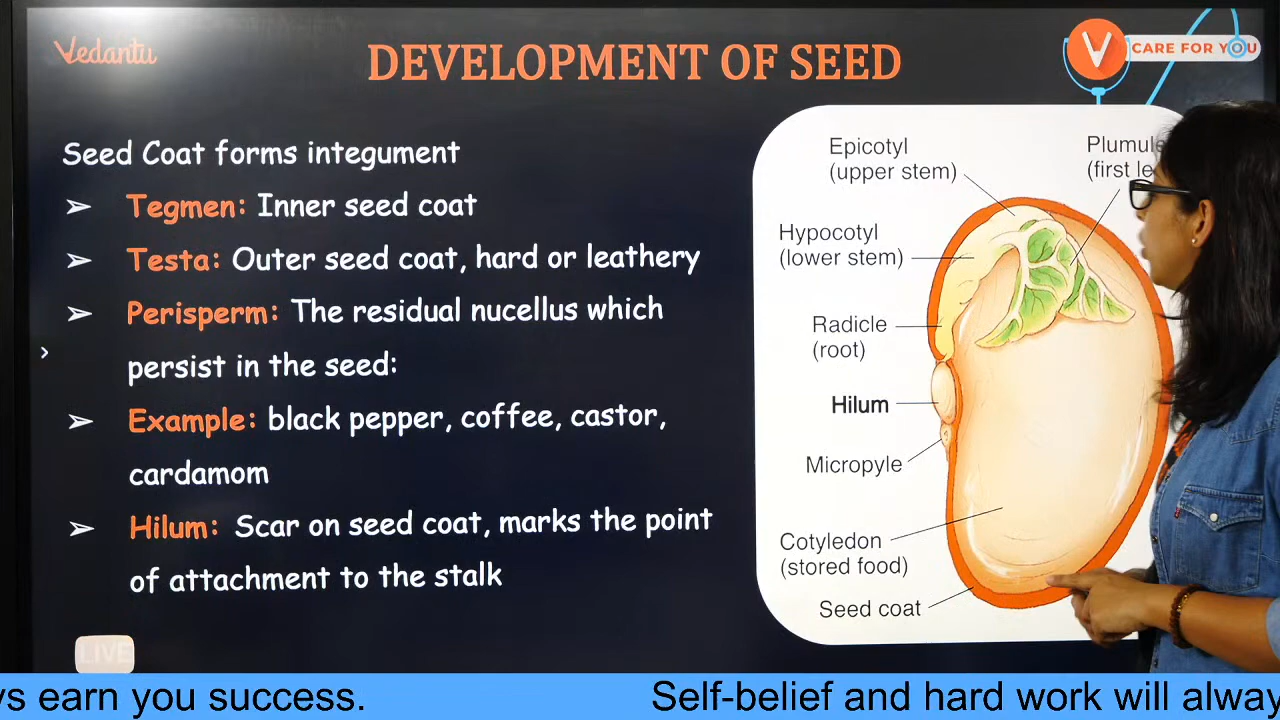 Vedantu
DEVELOPMENT OF SEED
V CARE FOR YOU
Seed Coat forms integument
➢ Tegmen: Inner seed coat
➢ Testa: Outer seed coat, hard or leathery
➢ Perisperm: The residual nucellus which
persist in the seed:
➢ Example: black pepper, coffee, castor,
cardamom
➢ Hilum: Scar on seed coat, marks the point
of attachment to the stalk
Epicotyl
(upper stem)
Plumule
(first le
Hypocotyl
(lower stem)
Radicle
(root)
Hilum
Micropyle
Cotyledon
(stored food)
Seed coat
LIVE
ys earn you success. Self-belief and hard work will alway